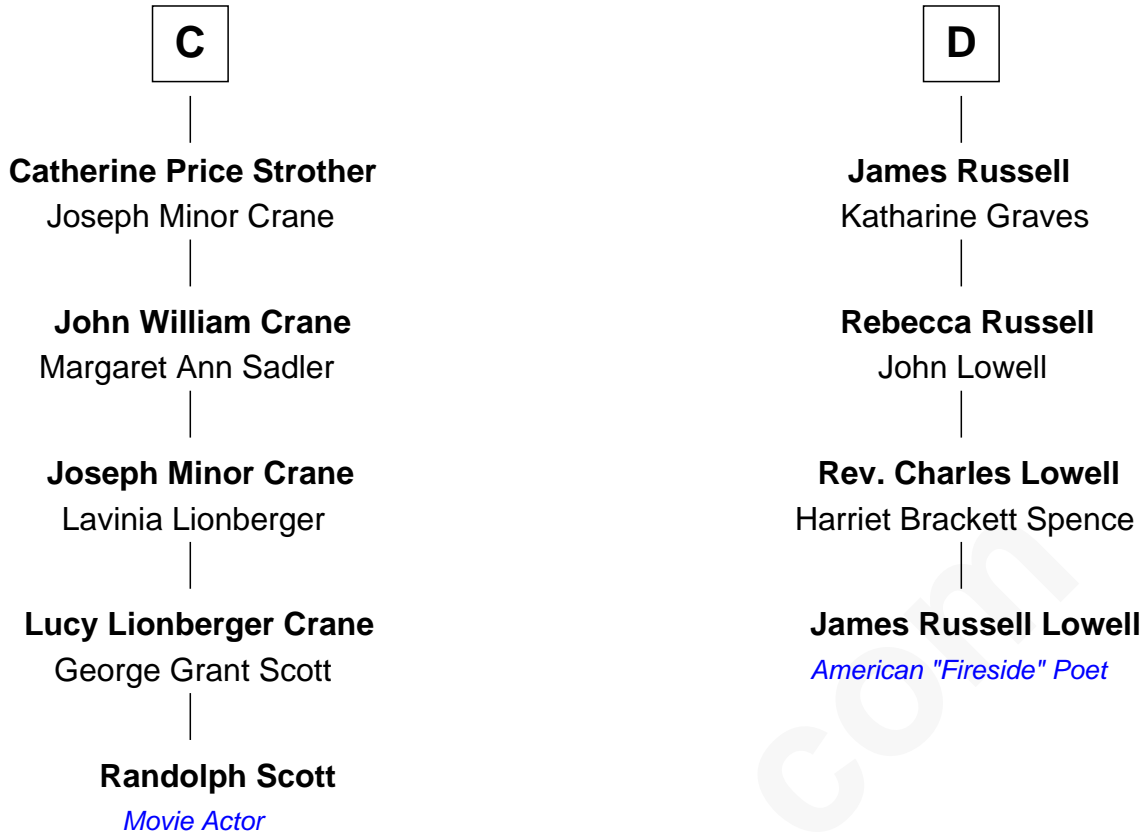 C
Catherine Price Strother
Joseph Minor Crane
John William Crane
Margaret Ann Sadler
Joseph Minor Crane
Lavinia Lionberger
Lucy Lionberger Crane
George Grant Scott
Randolph Scott
Movie Actor
D
James Russell
Katharine Graves
Rebecca Russell
John Lowell
Rev. Charles Lowell
Harriet Brackett Spence
James Russell Lowell
American "Fireside" Poet
com